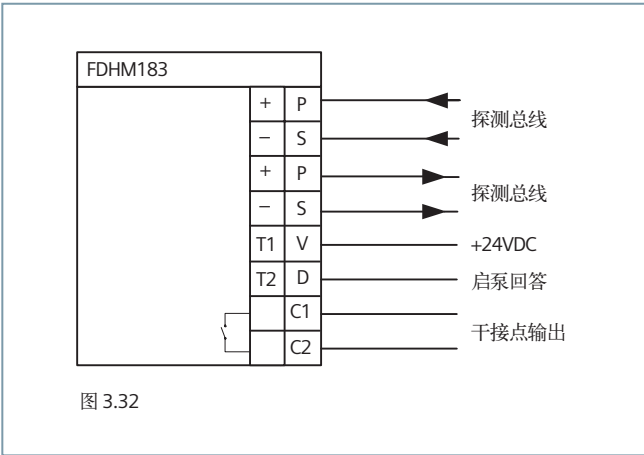 FDHM183
+ P
探测总线
− S
+ P
探测总线
− S
T1 V +24VDC
T2 D 启泵回答
C1
干接点输出
C2
图 3.32